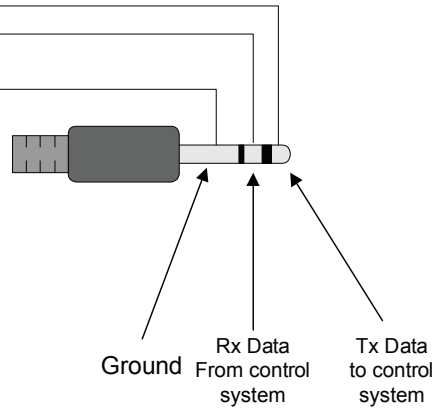 Ground
Rx Data
From control
system
Tx Data
to control
system